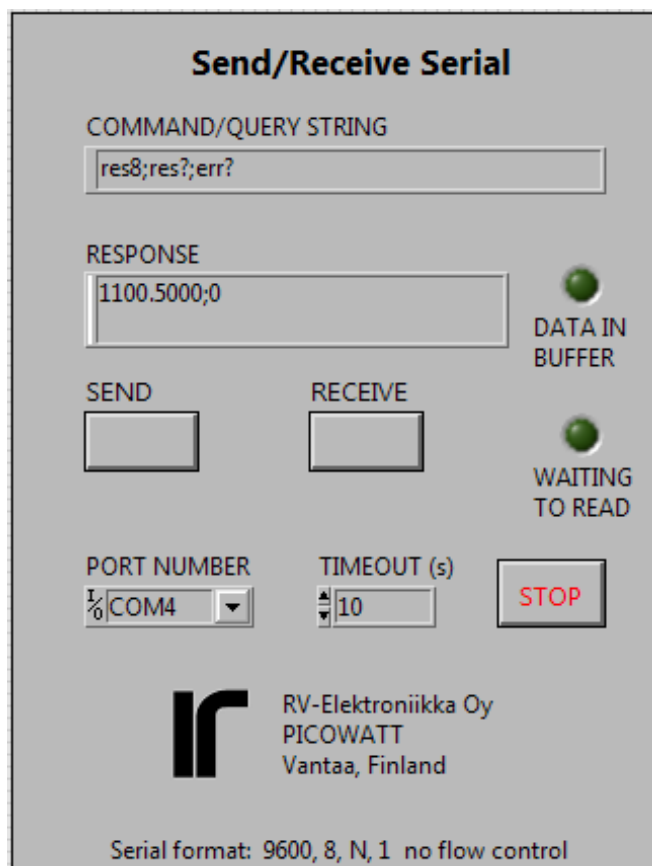 Send/Receive Serial
COMMAND/QUERY STRING
res8;res?;err?
RESPONSE
1100.5000;0
DATA IN
BUFFER
SEND
RECEIVE
WAITING
TO READ
PORT NUMBER
TIMEOUT (s)
I/O COM4
10
STOP
RV-Elektroniikka Oy
PICOWATT
Vantaa, Finland
Serial format: 9600, 8, N, 1 no flow control